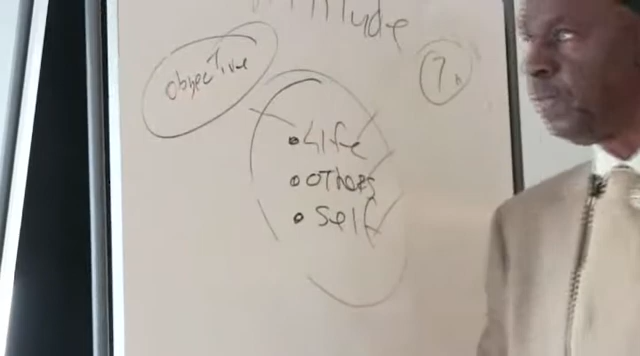 Attitude
ObjecTive
?.
• Life
• OTHers
• Self